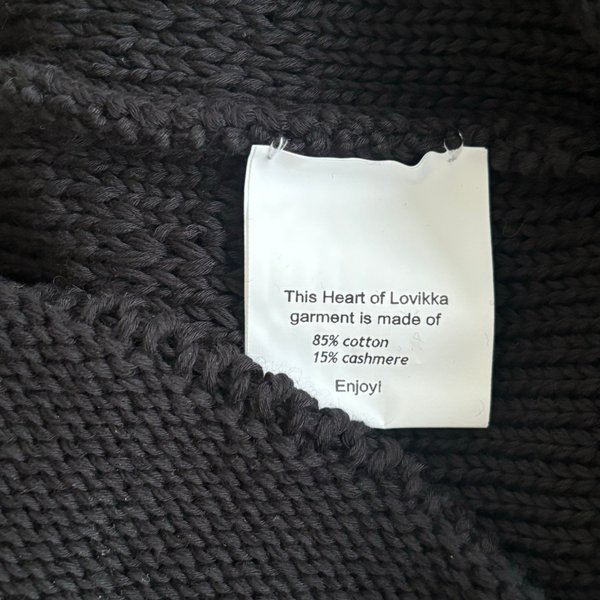 This Heart of Lovikka
garment is made of
85% cotton
15% cashmere
Enjoy!